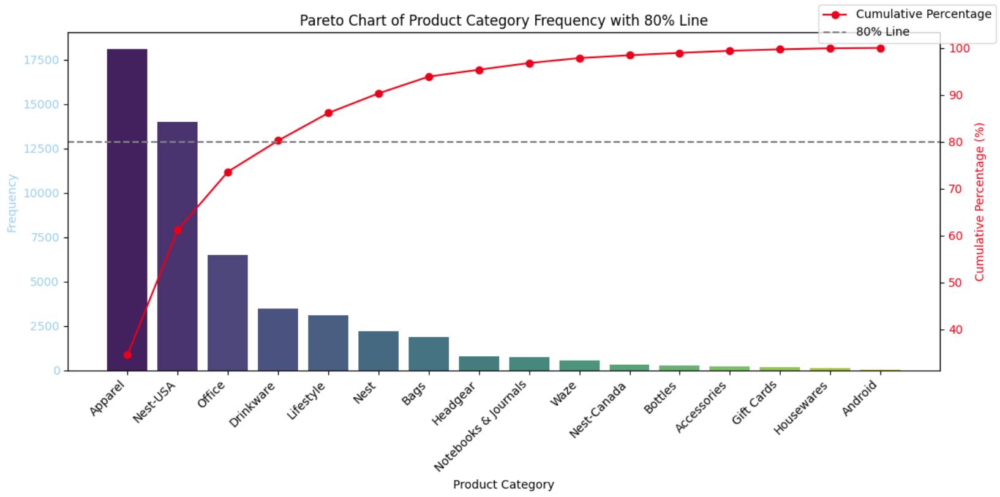 Pareto Chart of Product Category Frequency with 80% Line
Cumulative Percentage
80% Line
Frequency
17500
15000
12500
10000
7500
5000
2500
0
100
90
80
70
60
50
40
Cumulative Percentage (%)
Apparel
Nest-USA
Office
Drinkware
Lifestyle
Nest
Bags
Headgear
Notebooks & Journals
Waze
Nest-Canada
Bottles
Accessories
Gift Cards
Housewares
Android
Product Category